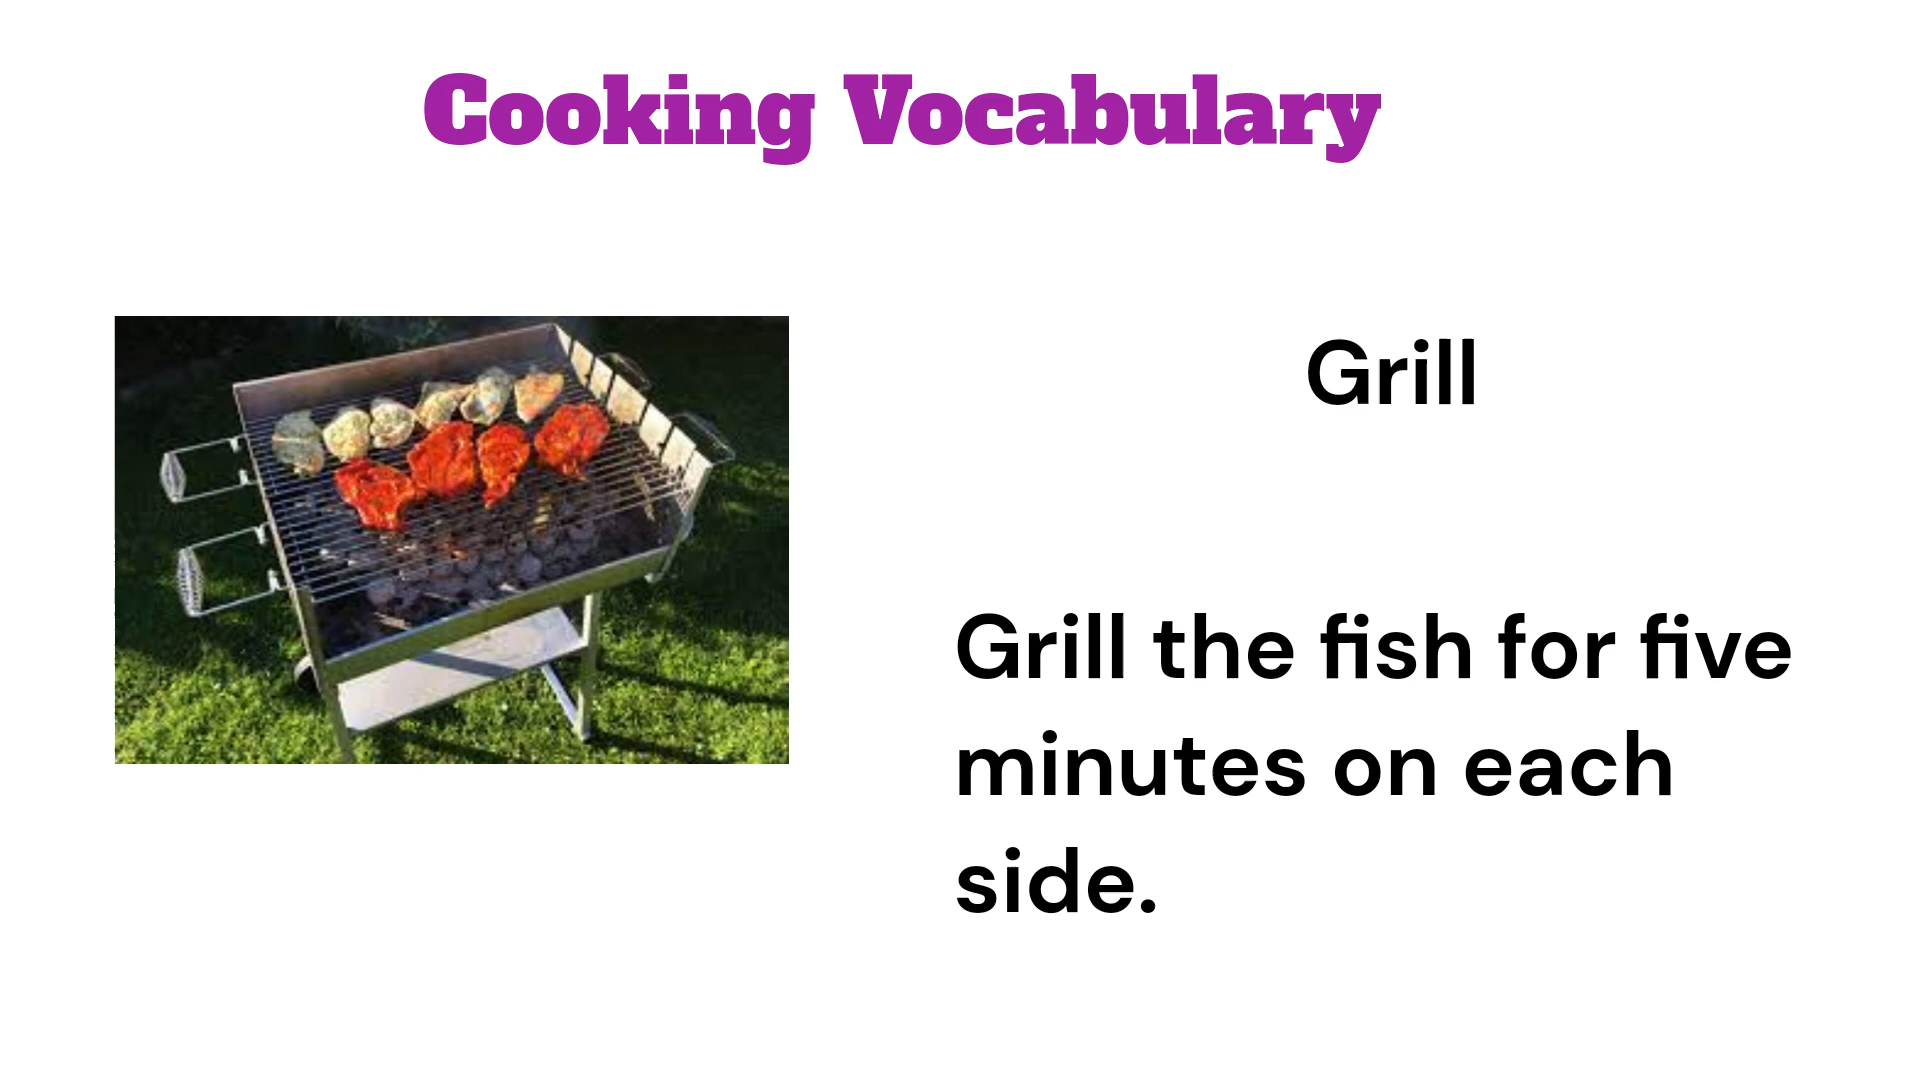 Cooking Vocabulary
Grill
Grill the fish for five
minutes on each
side.